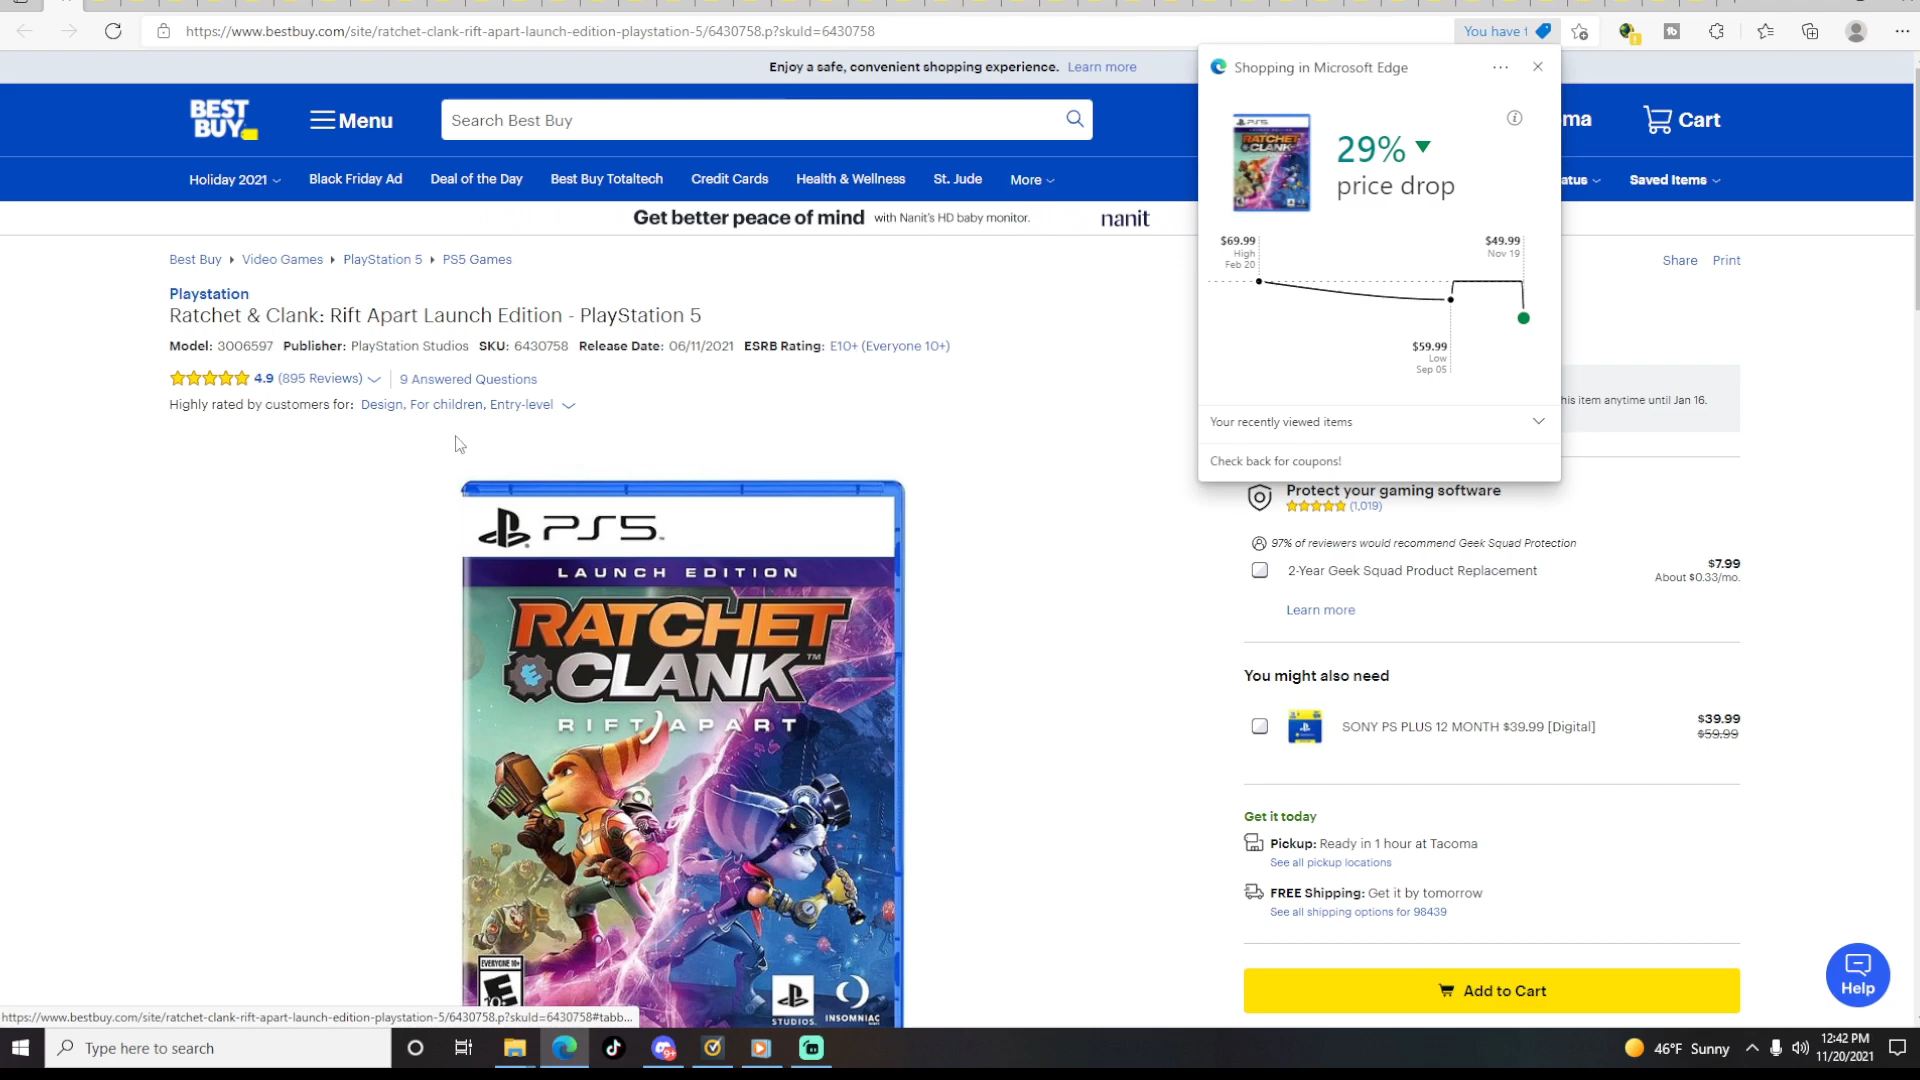 https://www.bestbuy.com/site/ratchet-clank-rift-apart-launch-edition-playstation-5/6430758.p?skuId=6430758
You have 1
Enjoy a safe, convenient shopping experience. Learn more
BEST BUY
Menu
Search Best Buy
ma
Cart
Holiday 2021
Black Friday Ad
Deal of the Day
Best Buy Totaltech
Credit Cards
Health & Wellness
St. Jude
More
atus
Saved Items
Get better peace of mind with Nanit's HD baby monitor. nanit
Best Buy
Video Games
PlayStation 5
PS5 Games
Share
Print
Playstation
Ratchet & Clank: Rift Apart Launch Edition - PlayStation 5
Model: 3006597 Publisher: PlayStation Studios SKU: 6430758 Release Date: 06/11/2021 ESRB Rating: E10+ (Everyone 10+)
4.9 (895 Reviews)
9 Answered Questions
Highly rated by customers for: Design, For children, Entry-level
PS5
LAUNCH EDITION
RATCHET
CLANK
RIFT APART
EVERYONE 10+
E
10+
STUDIOS
INSOMNIAC
Shopping in Microsoft Edge
29%
price drop
$69.99
High
Feb 20
$49.99
Nov 19
$59.99
Low
Sep 05
Your recently viewed items
Check back for coupons!
his item anytime until Jan 16.
Protect your gaming software
(1,019)
97% of reviewers would recommend Geek Squad Protection
2-Year Geek Squad Product Replacement
$7.99
About $0.33/mo.
Learn more
You might also need
SONY PS PLUS 12 MONTH $39.99 [Digital]
$39.99
$59.99
Get it today
Pickup: Ready in 1 hour at Tacoma
See all pickup locations
FREE Shipping: Get it by tomorrow
See all shipping options for 98439
Add to Cart
Help
https://www.bestbuy.com/site/ratchet-clank-rift-apart-launch-edition-playstation-5/6430758.p?skuId=6430758#tabb...
Type here to search
9+
46°F Sunny
12:42 PM
11/20/2021